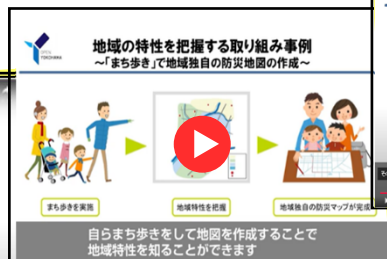 地域の特性を把握する取り組み事例
～「まち歩き」で地域独自の防災地図の作成～
まち歩きを実施
地域特性を把握
地域独自の防災マップが完成
自らまち歩きをして地図を作成することで
地域特性を知ることができます